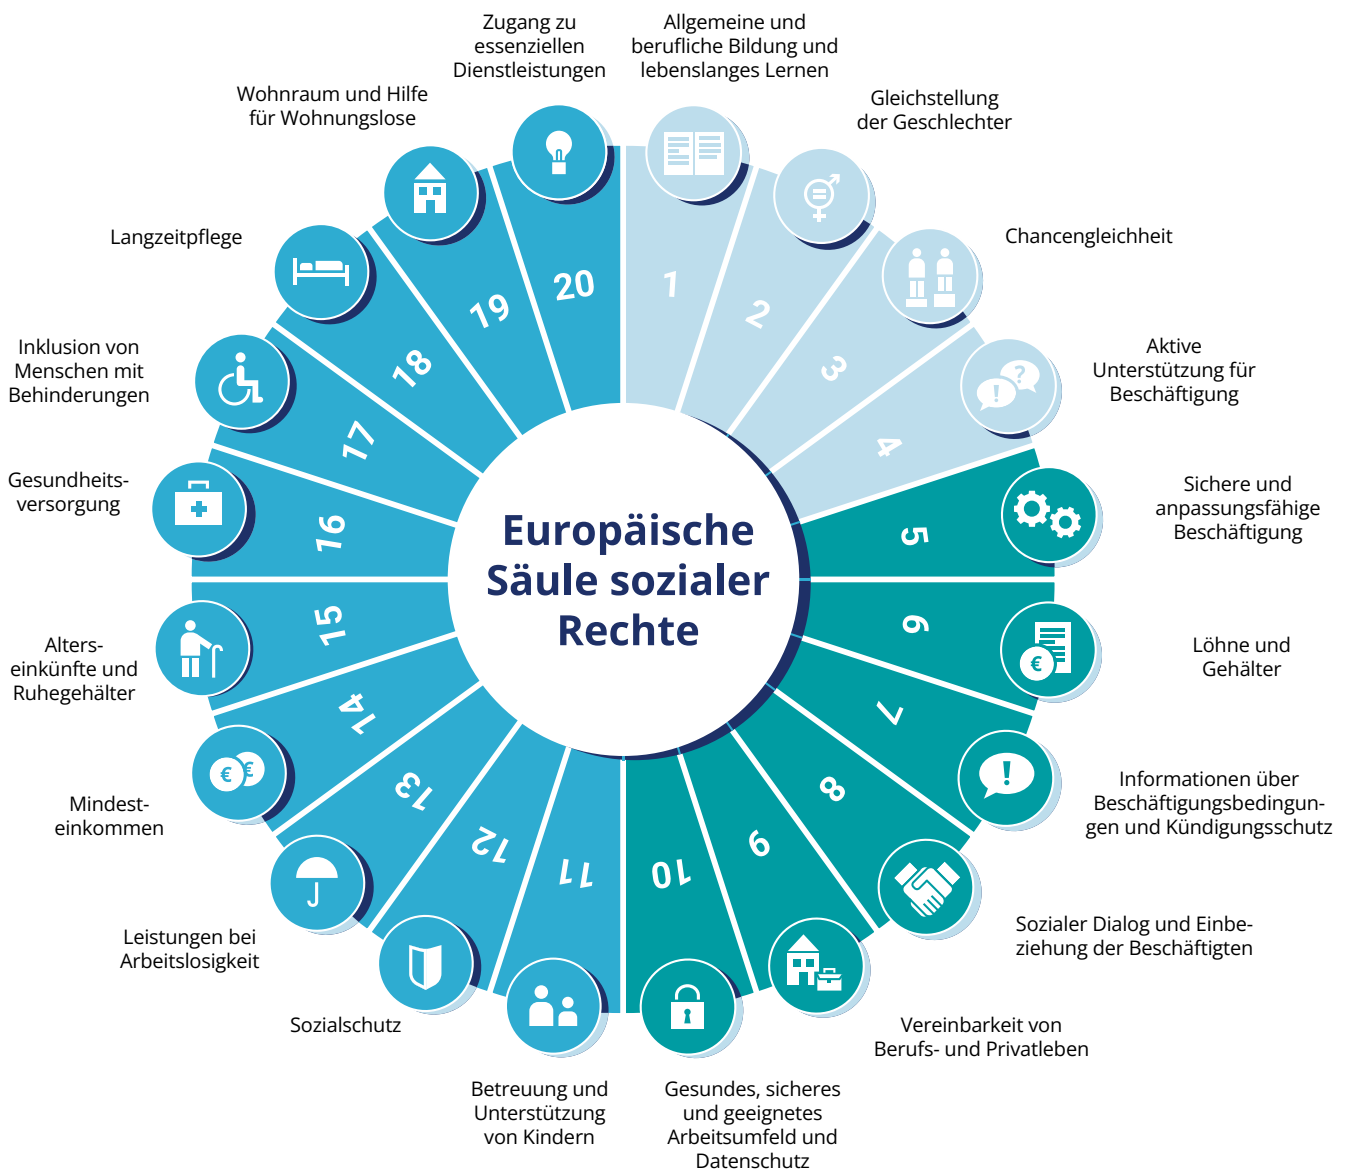 Zugang zu
essenziellen
Dienstleistungen
Allgemeine und
berufliche Bildung und
lebenslanges Lernen
Wohnraum und Hilfe
für Wohnungslose
Gleichstellung
der Geschlechter
Langzeitpflege
Chancengleichheit
Inklusion von
Menschen mit
Behinderungen
Aktive
Unterstützung für
Beschäftigung
Gesundheits-
versorgung
Sichere und
anpassungsfähige
Beschäftigung
Alters-
einkünfte und
Ruhegehälter
Löhne und
Gehälter
Mindest-
einkommen
Informationen über
Beschäftigungsbedingun-
gen und Kündigungsschutz
Leistungen bei
Arbeitslosigkeit
Sozialer Dialog und Einbe-
ziehung der Beschäftigten
Sozialschutz
Vereinbarkeit von
Berufs- und Privatleben
Betreuung und
Unterstützung
von Kindern
Gesundes, sicheres
und geeignetes
Arbeitsumfeld und
Datenschutz
Europäische
Säule sozialer
Rechte
1
2
3
4
5
6
7
8
9
10
11
12
13
14
15
16
17
18
19
20
! ?
€
!
€ €